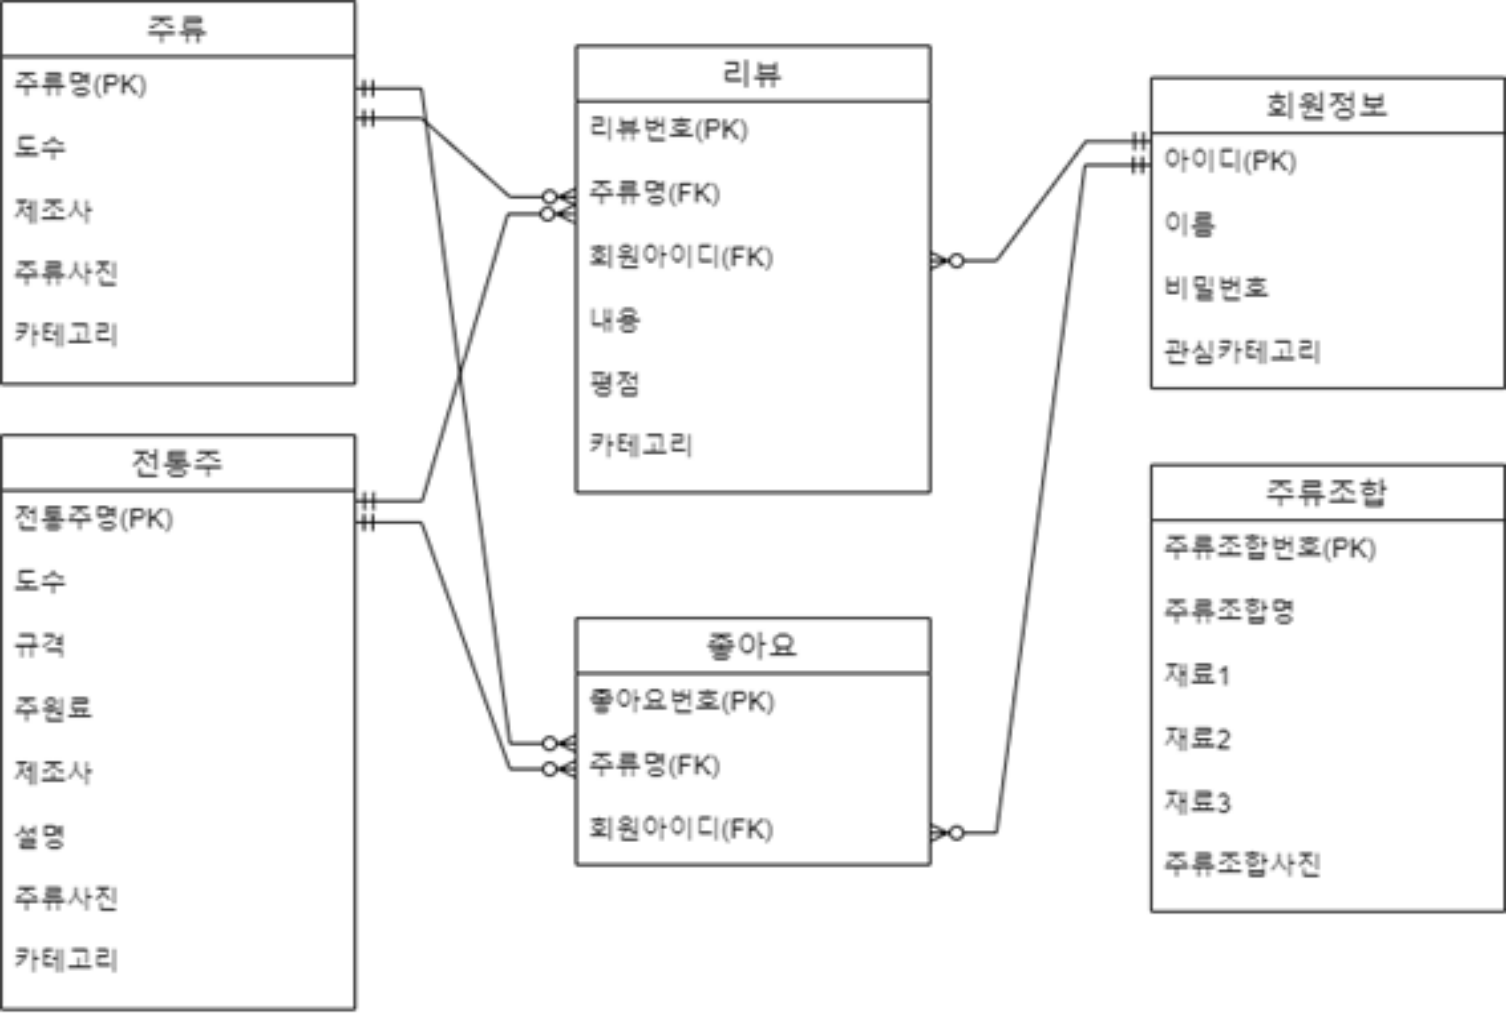 주류
주류명(PK)
도수
제조사
주류사진
카테고리
전통주
전통주명(PK)
도수
규격
주원료
제조사
설명
주류사진
카테고리
리뷰
리뷰번호(PK)
주류명(FK)
회원아이디(FK)
내용
평점
카테고리
좋아요
좋아요번호(PK)
주류명(FK)
회원아이디(FK)
회원정보
아이디(PK)
이름
비밀번호
관심카테고리
주류조합
주류조합번호(PK)
주류조합명
재료1
재료2
재료3
주류조합사진